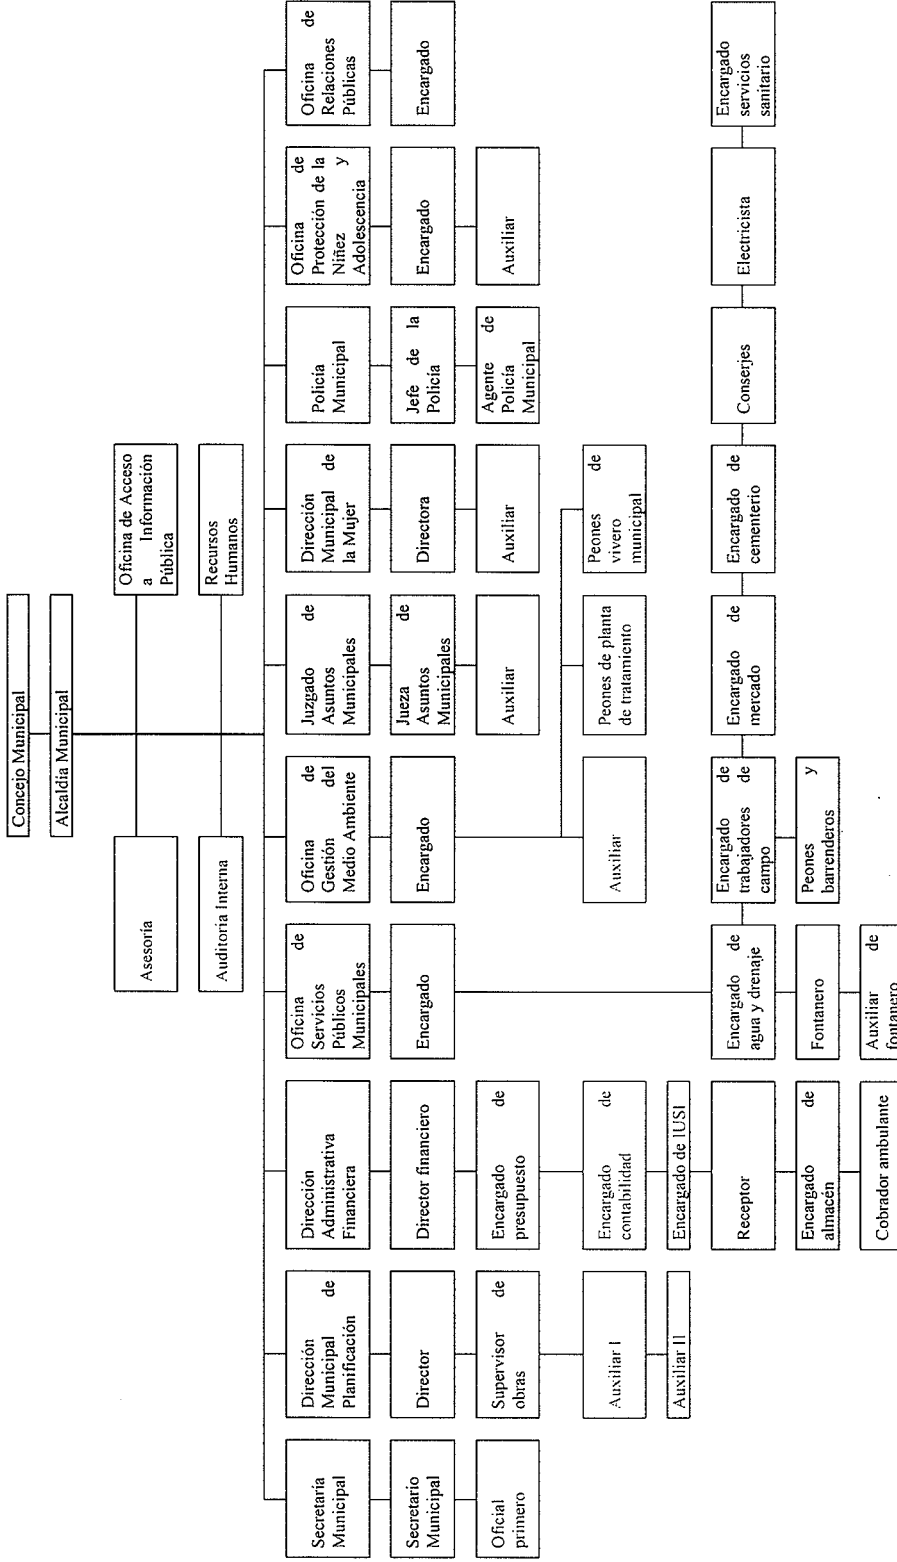 Concejo Municipal
Alcaldía Municipal
Asesoría
Oficina de Acceso
a Información
Pública
Auditoria Interna
Recursos
Humanos
Secretaría
Municipal
Secretario
Municipal
Oficial
primero
Dirección
Municipal de
Planificación
Director
Supervisor de
obras
Auxiliar I
Auxiliar II
Dirección
Administrativa
Financiera
Director financiero
Encargado de
presupuesto
Encargado de
contabilidad
Encargado de IUSI
Receptor
Encargado de
almacén
Cobrador ambulante
Oficina de
Servicios
Públicos
Municipales
Encargado
Encargado de
agua y drenaje
Fontanero
Auxiliar de
fontanero
Encargado de
trabajadores de
campo
Peones y
barrenderos
Encargado de
mercado
Encargado de
cementerio
Conserjes
Electricista
Encargado
servicios
sanitario
Oficina de
Gestión del
Medio Ambiente
Encargado
Auxiliar
Peones de planta
de tratamiento
Peones de
vivero
municipal
Juzgado de
Asuntos
Municipales
Jueza de
Asuntos
Municipales
Auxiliar
Dirección
Municipal de
la Mujer
Directora
Auxiliar
Policía
Municipal
Jefe de la
Policía
Agente de
Policía
Municipal
Oficina de
Protección de la
Niñez y
Adolescencia
Encargado
Auxiliar
Oficina de
Relaciones
Públicas
Encargado